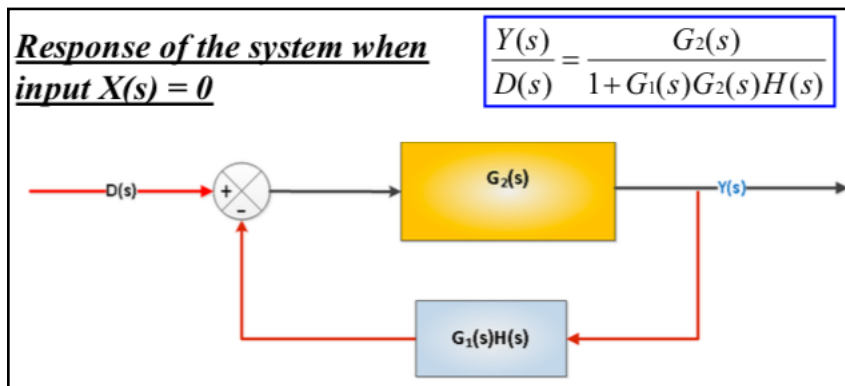 Response of the system when
input X(s) = 0
Y(s)/D(s) = G₂(s)/(1+G₁(s)G₂(s)H(s))
D(s)
+
−
G₂(s)
Y(s)
G₁(s)H(s)